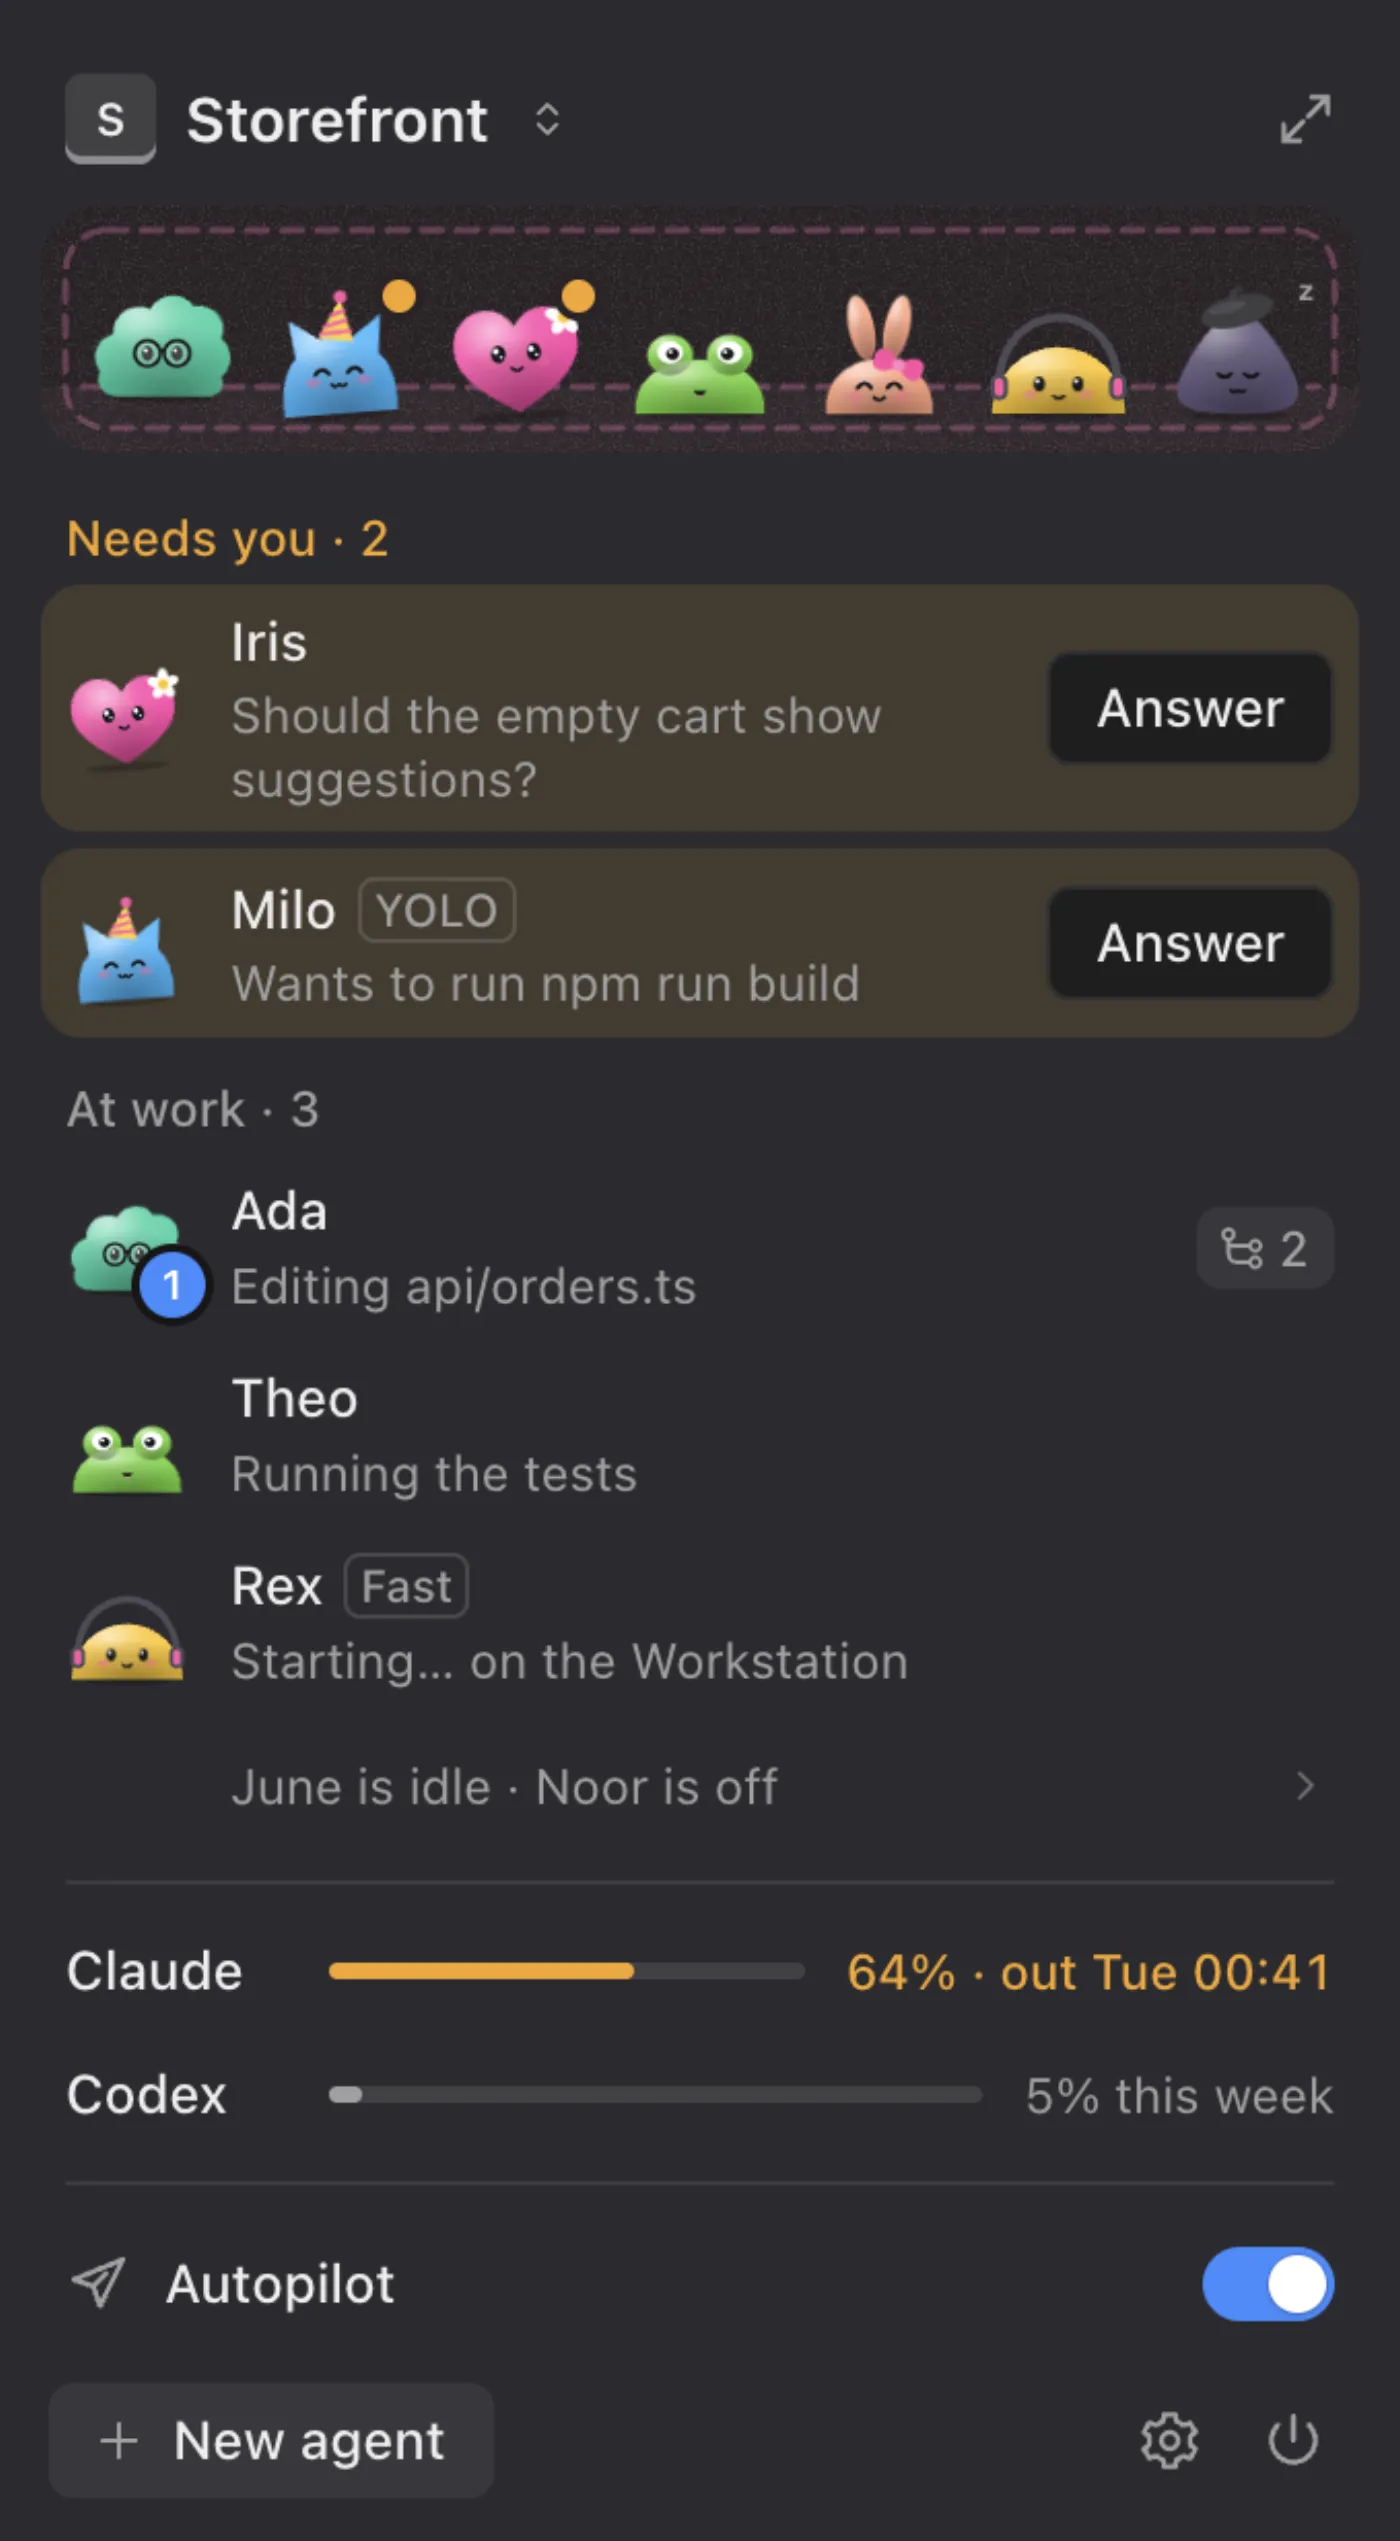 S Storefront
z
Needs you · 2
Iris
Should the empty cart show
suggestions?
Answer
Milo YOLO
Wants to run npm run build
Answer
At work · 3
Ada
1
Editing api/orders.ts
2
Theo
Running the tests
Rex Fast
Starting... on the Workstation
June is idle · Noor is off
Claude 64% · out Tue 00:41
Codex 5% this week
Autopilot
New agent